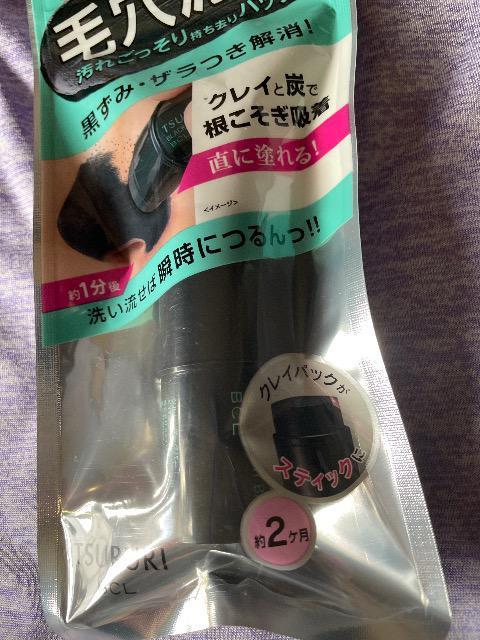 毛穴
汚れごっそり持ち去りパック
黒ずみ・ザラつき解消!
クレイと炭で
根こそぎ吸着
直に塗れる!
<イメージ>
約1分後
洗い流せば瞬時につるんっ!!
BCL
クレイパックが
スティックに
約2ヶ月
TSURURI
BCL